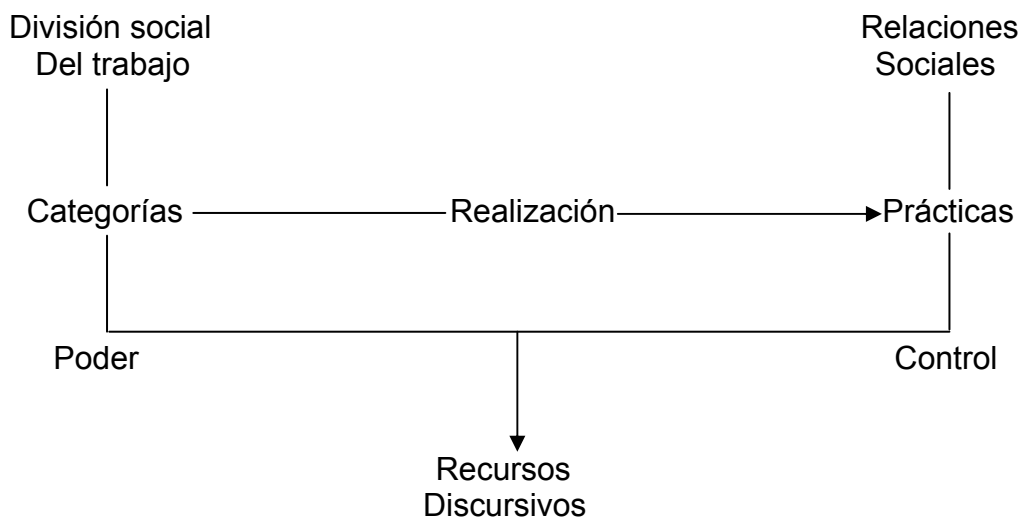 División social
Del trabajo
Relaciones
Sociales
Categorías
Realización
Prácticas
Poder
Control
Recursos
Discursivos